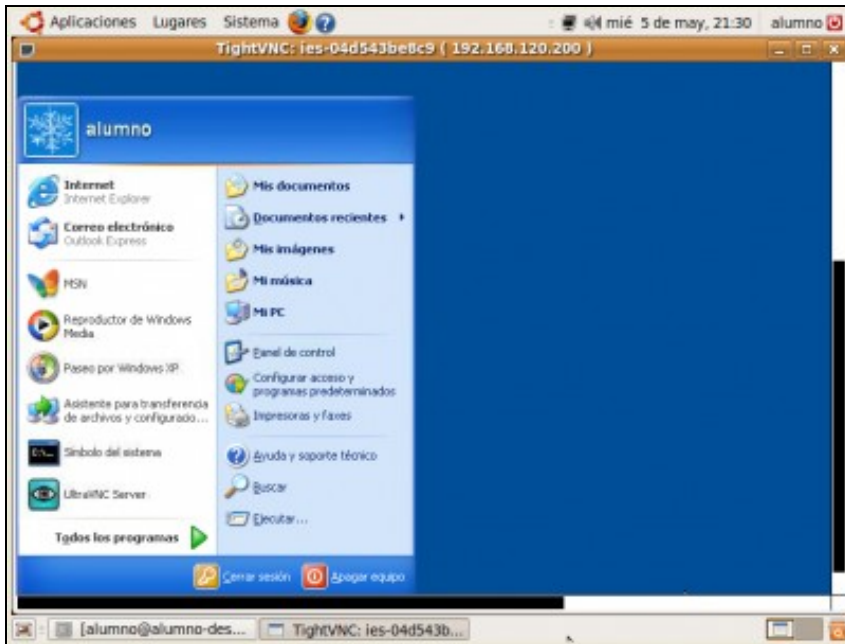 Aplicaciones Lugares Sistema
mié 5 de may, 21:30 alumno
TightVNC: ies-04d543be8c9 ( 192.168.120.200 )
alumno
Internet
Internet Explorer
Correo electrónico
Outlook Express
MSN
Reproductor de Windows
Media
Paseo por Windows XP
Asistente para transferencia
de archivos y configuracio...
Símbolo del sistema
UltraVNC Server
Todos los programas
Mis documentos
Documentos recientes
Mis imágenes
Mi música
Mi PC
Panel de control
Configurar acceso y
programas predeterminados
Impresoras y faxes
Ayuda y soporte técnico
Buscar
Ejecutar...
Cerrar sesión Apagar equipo
[alumno@alumno-des... TightVNC: ies-04d543b...